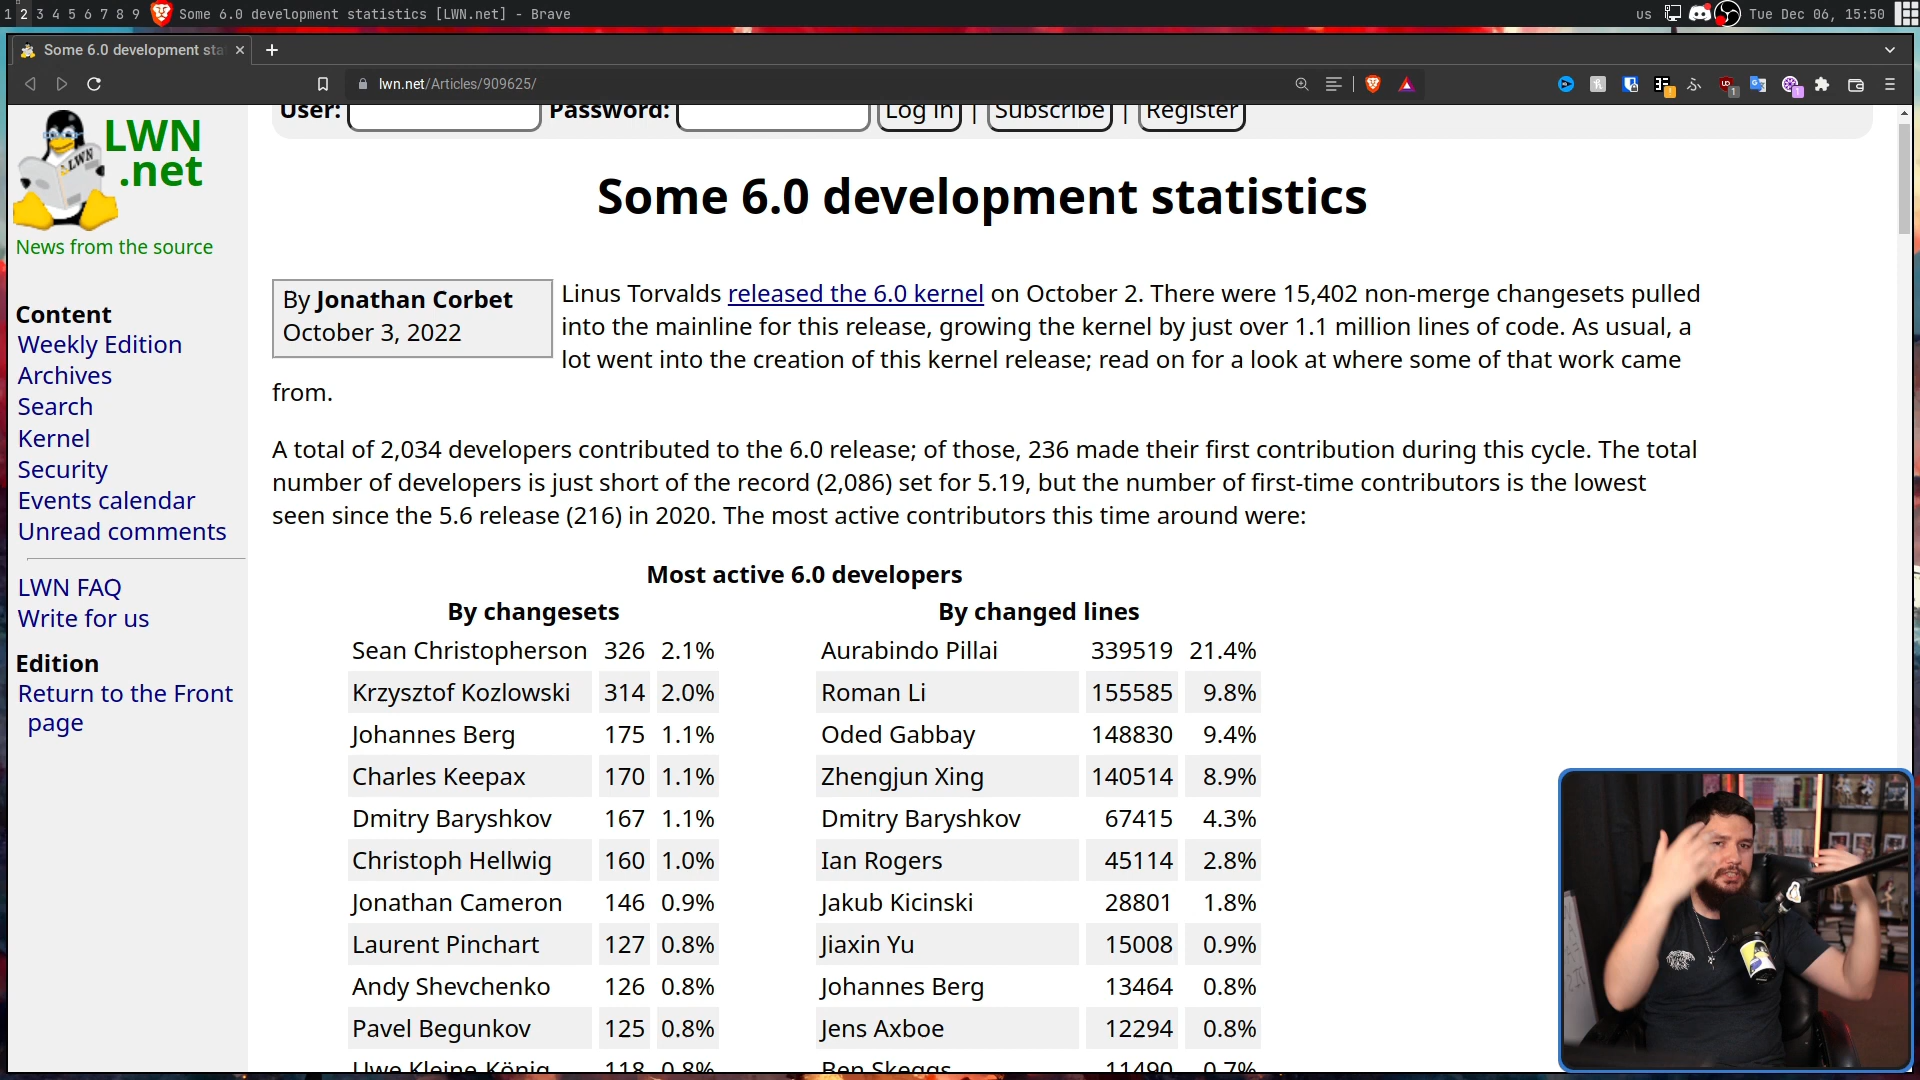 1 2 3 4 5 6 7 8 9 Some 6.0 development statistics [LWN.net] - Brave
us Tue Dec 06, 15:50
Some 6.0 development sta
lwn.net/Articles/909625/
User: Password: Log in | Subscribe | Register
LWN
.net
News from the source
Content
Weekly Edition
Archives
Search
Kernel
Security
Events calendar
Unread comments
LWN FAQ
Write for us
Edition
Return to the Front
page
Some 6.0 development statistics
By Jonathan Corbet
October 3, 2022
Linus Torvalds released the 6.0 kernel on October 2. There were 15,402 non-merge changesets pulled
into the mainline for this release, growing the kernel by just over 1.1 million lines of code. As usual, a
lot went into the creation of this kernel release; read on for a look at where some of that work came
from.
A total of 2,034 developers contributed to the 6.0 release; of those, 236 made their first contribution during this cycle. The total
number of developers is just short of the record (2,086) set for 5.19, but the number of first-time contributors is the lowest
seen since the 5.6 release (216) in 2020. The most active contributors this time around were:
Most active 6.0 developers
By changesets
Sean Christopherson 326 2.1%
Krzysztof Kozlowski 314 2.0%
Johannes Berg 175 1.1%
Charles Keepax 170 1.1%
Dmitry Baryshkov 167 1.1%
Christoph Hellwig 160 1.0%
Jonathan Cameron 146 0.9%
Laurent Pinchart 127 0.8%
Andy Shevchenko 126 0.8%
Pavel Begunkov 125 0.8%
Uwe Kleine-König 118 0.8%
By changed lines
Aurabindo Pillai 339519 21.4%
Roman Li 155585 9.8%
Oded Gabbay 148830 9.4%
Zhengjun Xing 140514 8.9%
Dmitry Baryshkov 67415 4.3%
Ian Rogers 45114 2.8%
Jakub Kicinski 28801 1.8%
Jiaxin Yu 15008 0.9%
Johannes Berg 13464 0.8%
Jens Axboe 12294 0.8%
Ben Skeggs 11490 0.7%